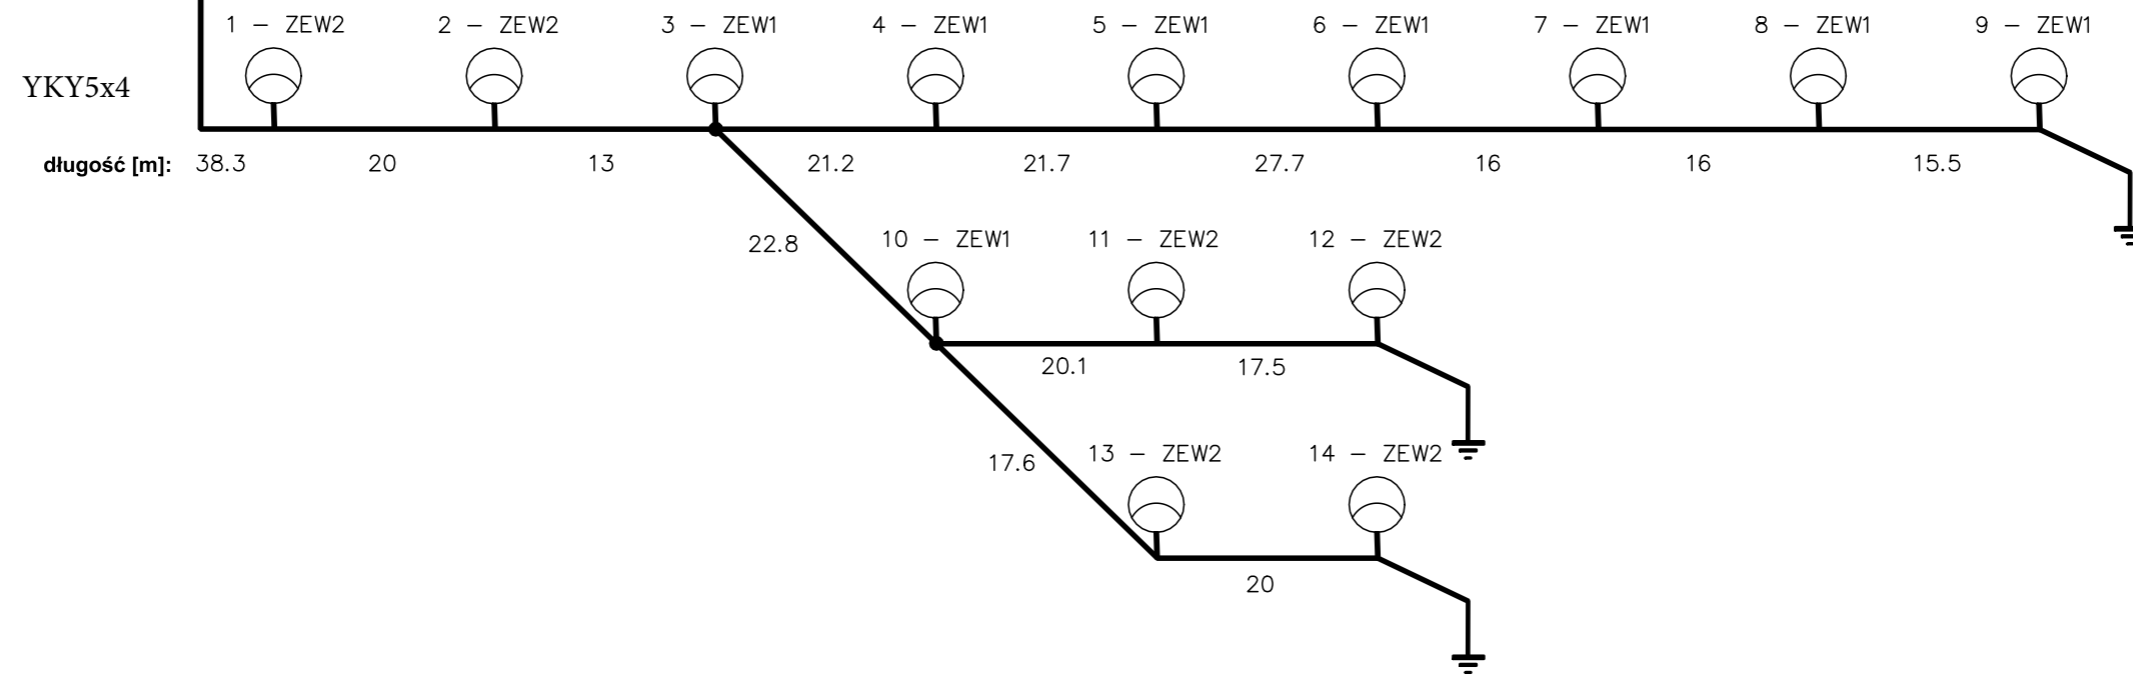 1 - ZEW2 2 - ZEW2 3 - ZEW1 4 - ZEW1 5 - ZEW1 6 - ZEW1 7 - ZEW1 8 - ZEW1 9 - ZEW1
YKY5x4
długość [m]: 38.3 20 13 21.2 21.7 27.7 16 16 15.5
22.8 10 - ZEW1 11 - ZEW2 12 - ZEW2
20.1 17.5
17.6 13 - ZEW2 14 - ZEW2
20